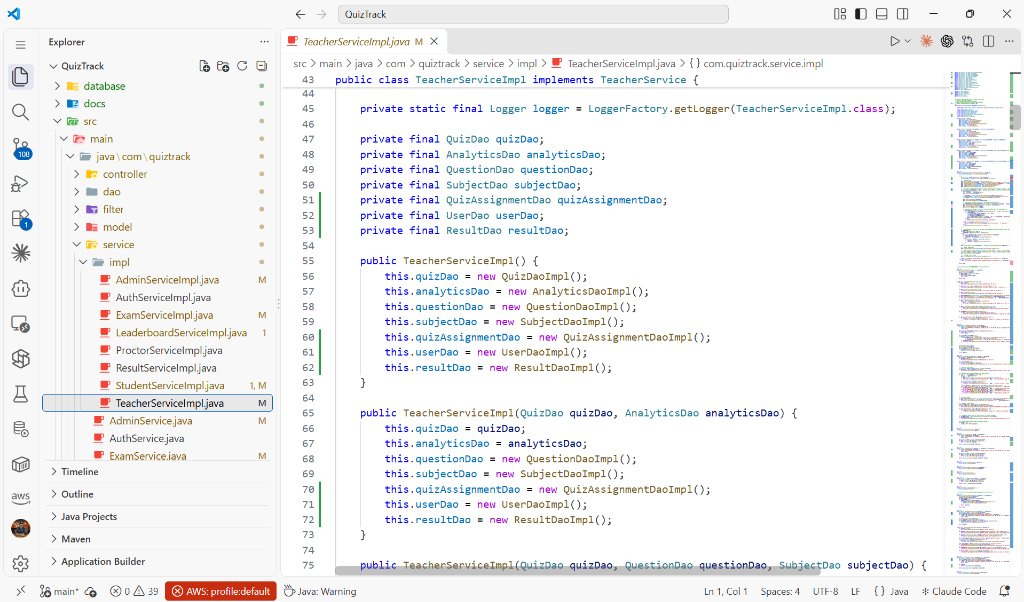 QuizTrack
Explorer
QuizTrack
database
docs
src
main
java\com\quiztrack
controller
dao
filter
model
service
impl
AdminServiceImpl.java M
AuthServiceImpl.java
ExamServiceImpl.java M
LeaderboardServiceImpl.java 1
ProctorServiceImpl.java
ResultServiceImpl.java
StudentServiceImpl.java 1, M
TeacherServiceImpl.java M
AdminService.java M
AuthService.java
ExamService.java M
Timeline
Outline
Java Projects
Maven
Application Builder
108
1
aws
TeacherServiceImpl.java M
src > main > java > com > quiztrack > service > impl > TeacherServiceImpl.java > {} com.quiztrack.service.impl
43 public class TeacherServiceImpl implements TeacherService {
44
45 private static final Logger logger = LoggerFactory.getLogger(TeacherServiceImpl.class);
46
47 private final QuizDao quizDao;
48 private final AnalyticsDao analyticsDao;
49 private final QuestionDao questionDao;
50 private final SubjectDao subjectDao;
51 private final QuizAssignmentDao quizAssignmentDao;
52 private final UserDao userDao;
53 private final ResultDao resultDao;
54
55 public TeacherServiceImpl() {
56 this.quizDao = new QuizDaoImpl();
57 this.analyticsDao = new AnalyticsDaoImpl();
58 this.questionDao = new QuestionDaoImpl();
59 this.subjectDao = new SubjectDaoImpl();
60 this.quizAssignmentDao = new QuizAssignmentDaoImpl();
61 this.userDao = new UserDaoImpl();
62 this.resultDao = new ResultDaoImpl();
63 }
64
65 public TeacherServiceImpl(QuizDao quizDao, AnalyticsDao analyticsDao) {
66 this.quizDao = quizDao;
67 this.analyticsDao = analyticsDao;
68 this.questionDao = new QuestionDaoImpl();
69 this.subjectDao = new SubjectDaoImpl();
70 this.quizAssignmentDao = new QuizAssignmentDaoImpl();
71 this.userDao = new UserDaoImpl();
72 this.resultDao = new ResultDaoImpl();
73 }
74
75 public TeacherServiceImpl(QuizDao quizDao, QuestionDao questionDao, SubjectDao subjectDao) {
main* 0 39 AWS: profile:default Java: Warning Ln 1, Col 1 Spaces: 4 UTF-8 LF {} Java Claude Code